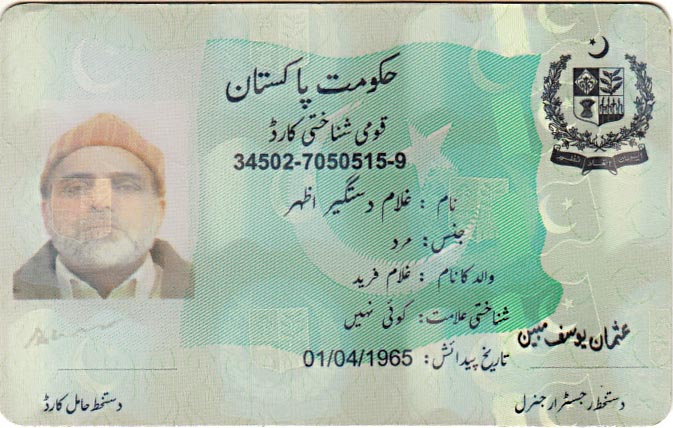 حکومت پاکستان
قومی شناختی کارڈ
34502-7050515-9
نام : غلام دستگیر اظہر
جنس: مرد
والد کا نام : غلام فرید
شناختی علامت: کوئی نہیں
تاریخ پیدائش: 01/04/1965
عثمان یوسف مبین
دستخط رجسٹرار جنرل
دستخط حامل کارڈ